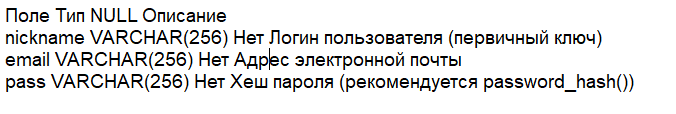 Поле Тип NULL Описание
nickname VARCHAR(256) Нет Логин пользователя (первичный ключ)
email VARCHAR(256) Нет Адрес электронной почты
pass VARCHAR(256) Нет Хеш пароля (рекомендуется password_hash())